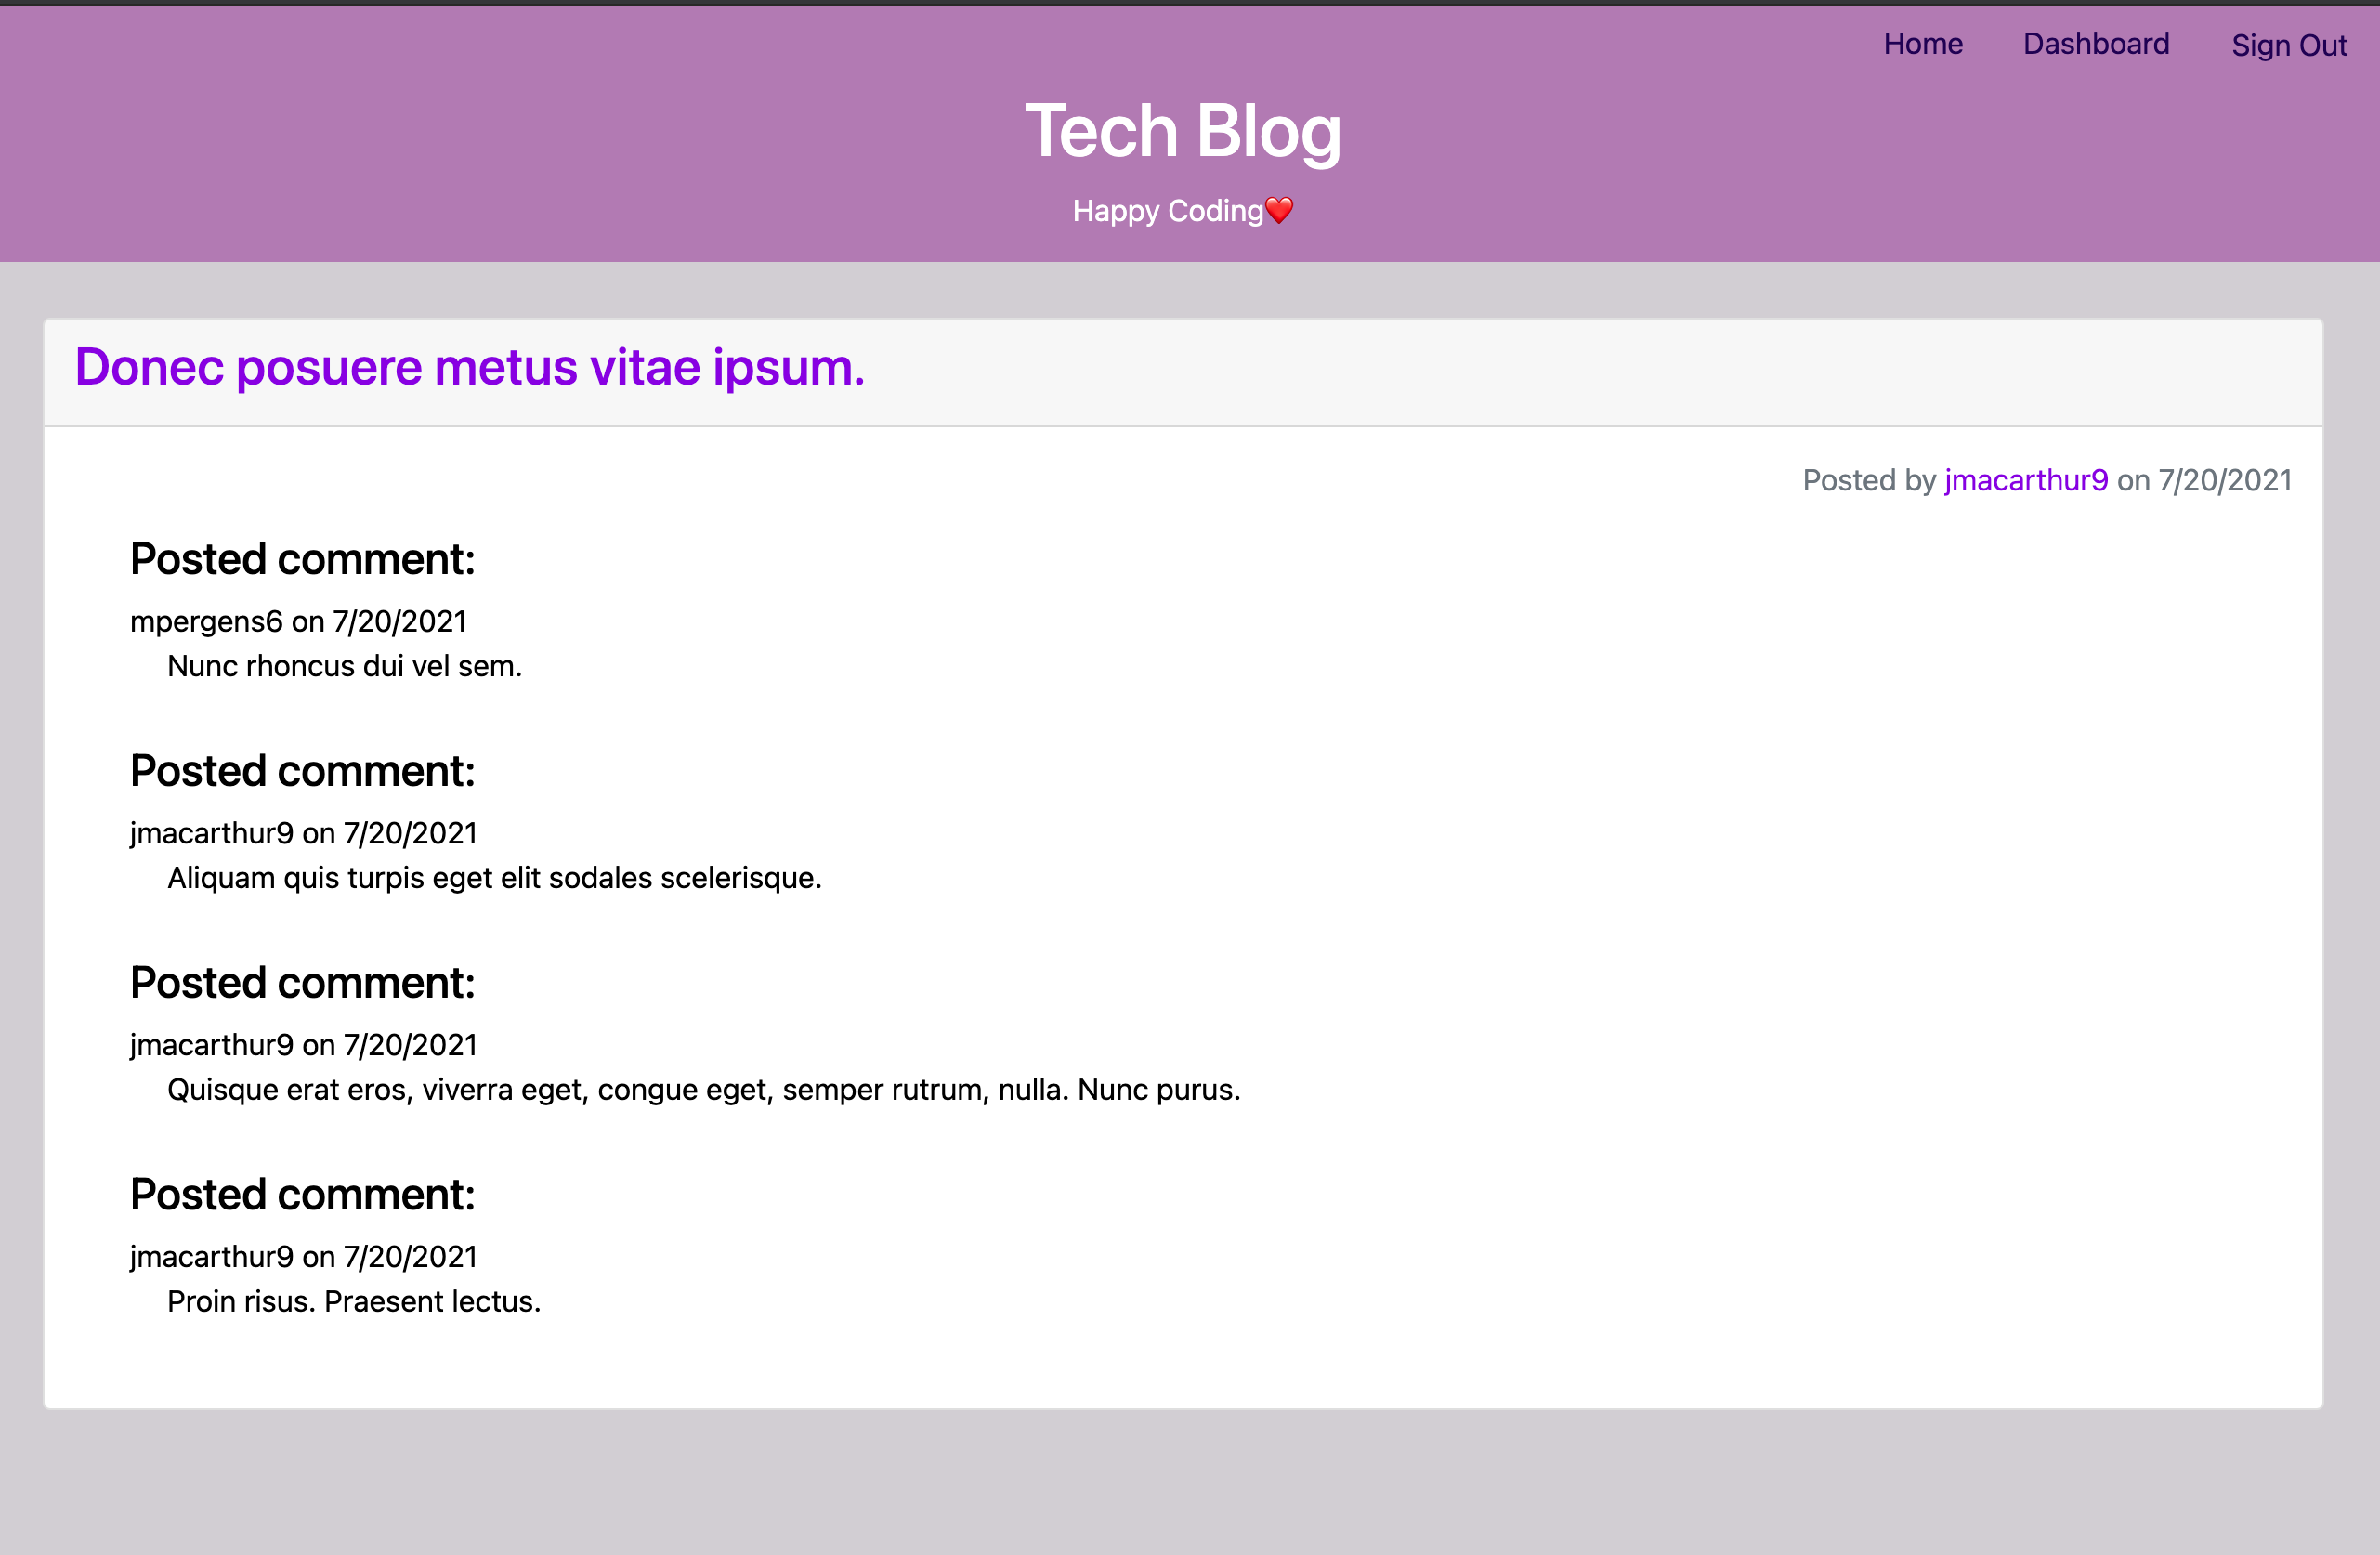 Home Dashboard Sign Out
Tech Blog
Happy Coding❤️
Donec posuere metus vitae ipsum.
Posted by jmacarthur9 on 7/20/2021
Posted comment:
mpergens6 on 7/20/2021
Nunc rhoncus dui vel sem.
Posted comment:
jmacarthur9 on 7/20/2021
Aliquam quis turpis eget elit sodales scelerisque.
Posted comment:
jmacarthur9 on 7/20/2021
Quisque erat eros, viverra eget, congue eget, semper rutrum, nulla. Nunc purus.
Posted comment:
jmacarthur9 on 7/20/2021
Proin risus. Praesent lectus.